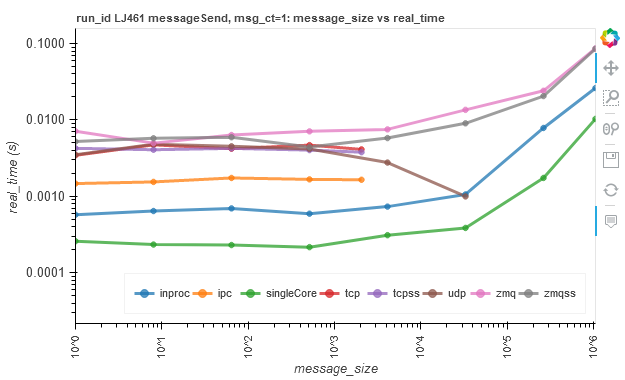 run_id LJ461 messageSend, msg_ct=1: message_size vs real_time
real_time (s)
0.1000
0.0100
0.0010
0.0001
inproc ipc singleCore tcp tcpss udp zmq zmqss
10^0 10^1 10^2 10^3 10^4 10^5 10^6
message_size